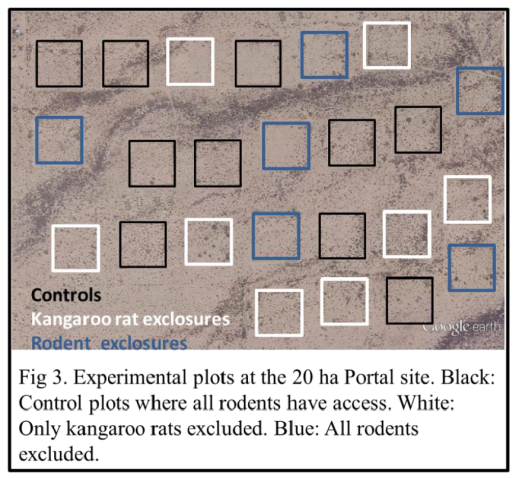 Controls
Kangaroo rat exclosures
Rodent exclosures
Google earth
Fig 3. Experimental plots at the 20 ha Portal site. Black:
Control plots where all rodents have access. White:
Only kangaroo rats excluded. Blue: All rodents
excluded.